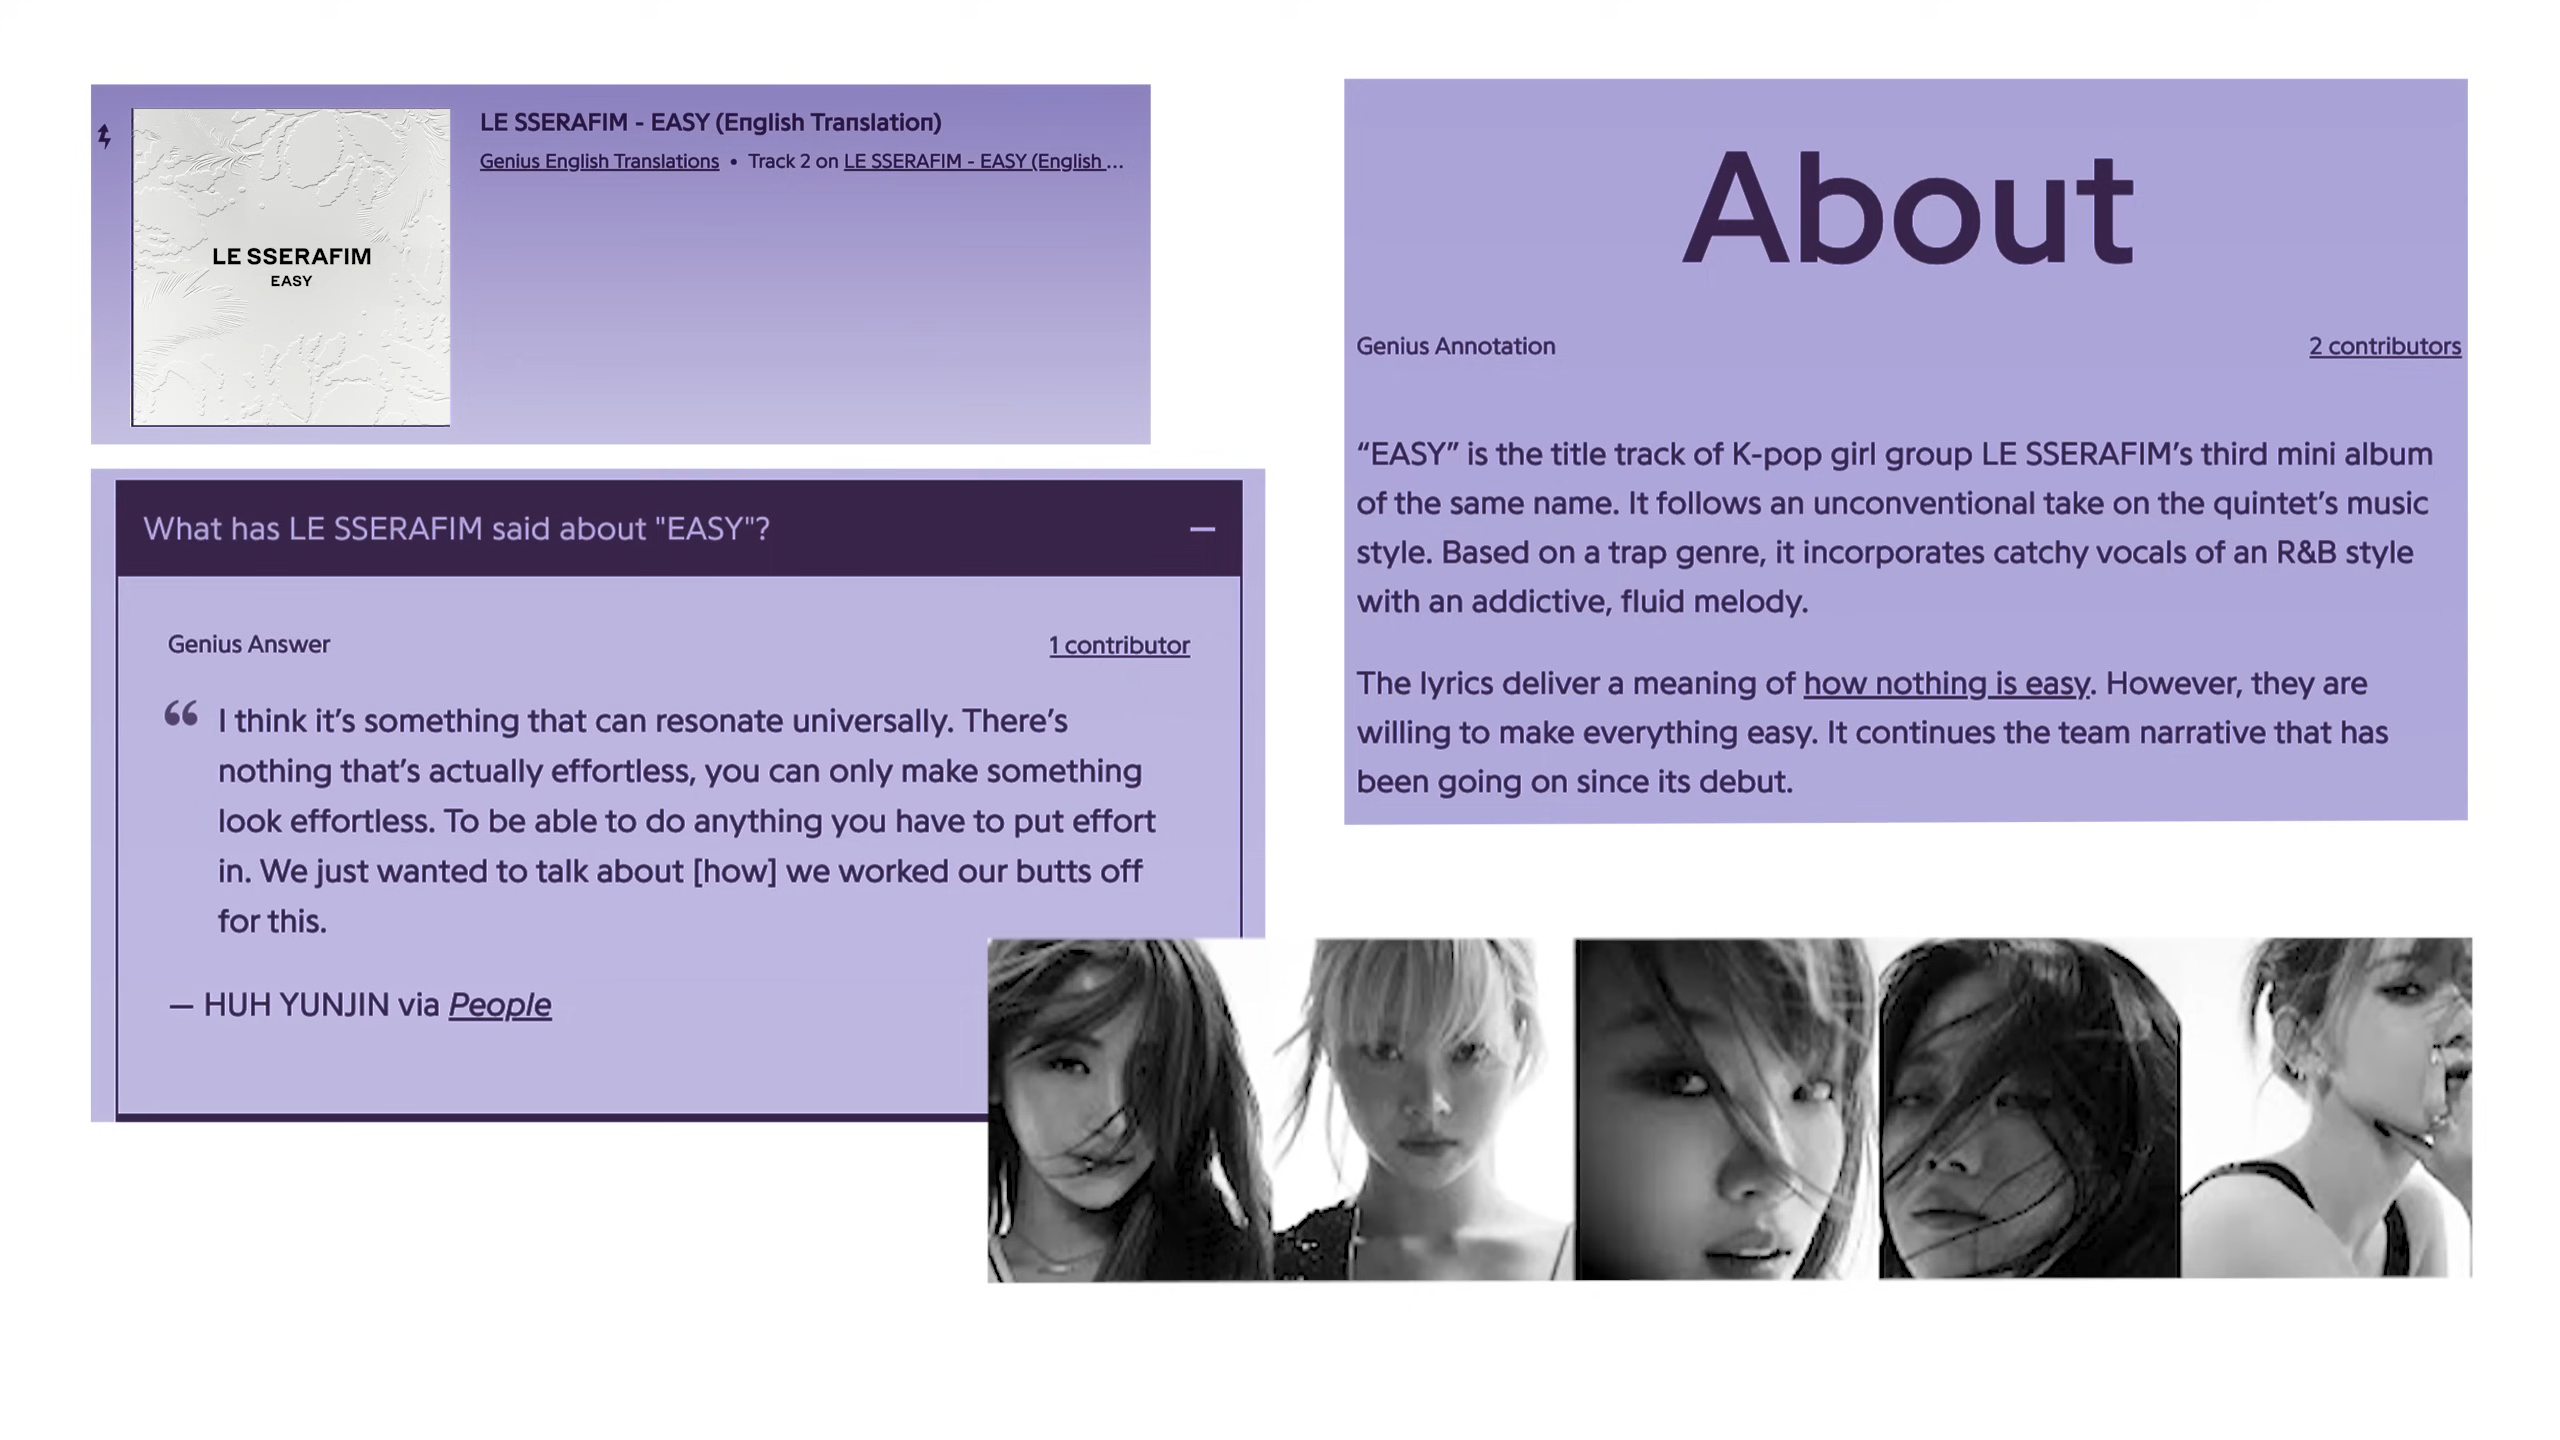 LE SSERAFIM - EASY (English Translation)
Genius English Translations • Track 2 on LE SSERAFIM - EASY (English ...
LE SSERAFIM
EASY
What has LE SSERAFIM said about "EASY"?
Genius Answer 1 contributor
“ I think it’s something that can resonate universally. There’s
nothing that’s actually effortless, you can only make something
look effortless. To be able to do anything you have to put effort
in. We just wanted to talk about [how] we worked our butts off
for this.
— HUH YUNJIN via People
About
Genius Annotation 2 contributors
“EASY” is the title track of K-pop girl group LE SSERAFIM’s third mini album
of the same name. It follows an unconventional take on the quintet’s music
style. Based on a trap genre, it incorporates catchy vocals of an R&B style
with an addictive, fluid melody.
The lyrics deliver a meaning of how nothing is easy. However, they are
willing to make everything easy. It continues the team narrative that has
been going on since its debut.